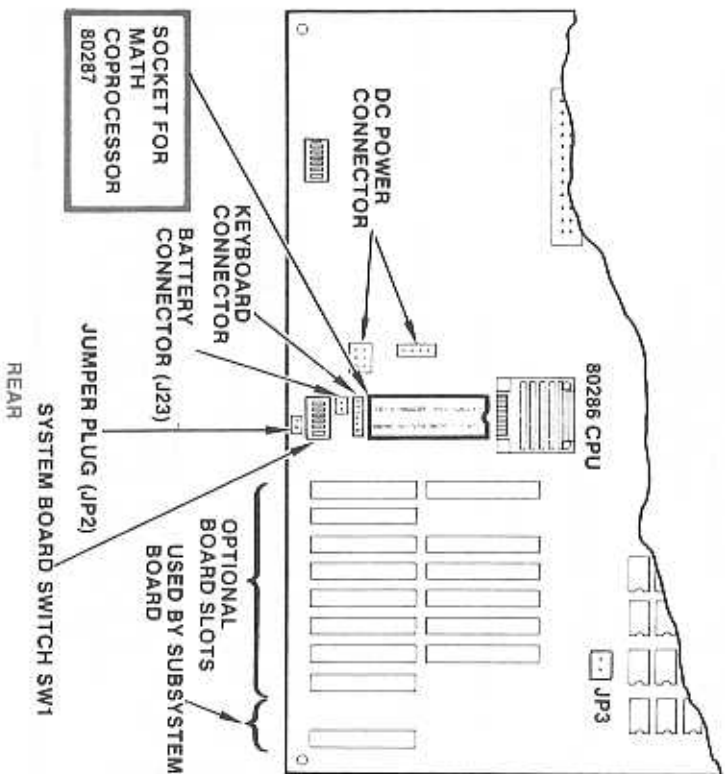 SOCKET FOR
MATH
COPROCESSOR
80287
DC POWER
CONNECTOR
KEYBOARD
CONNECTOR
BATTERY
CONNECTOR (J23)
JUMPER PLUG (JP2)
SYSTEM BOARD SWITCH SW1
REAR
80286 CPU
OPTIONAL
BOARD SLOTS
USED BY SUBSYSTEM
BOARD
JP3